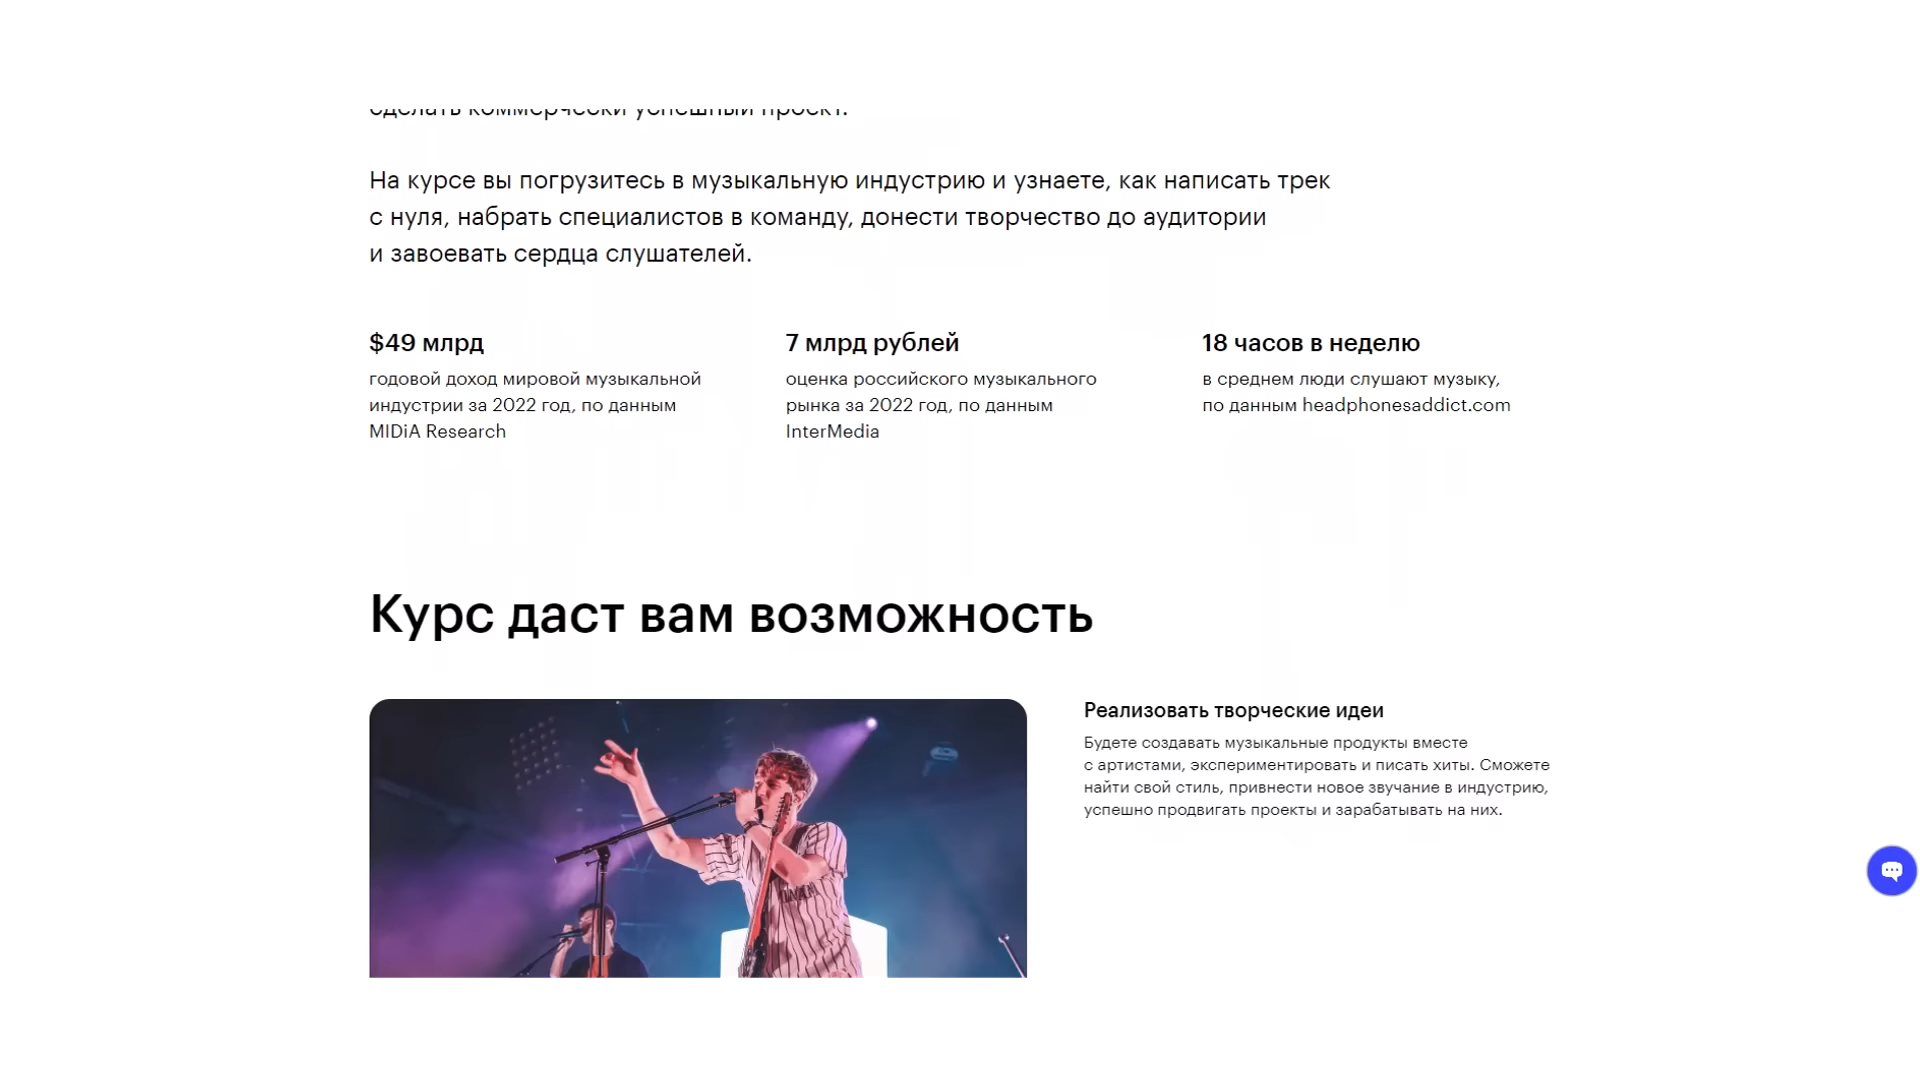 сделать коммерчески успешный проект.
На курсе вы погрузитесь в музыкальную индустрию и узнаете, как написать трек
с нуля, набрать специалистов в команду, донести творчество до аудитории
и завоевать сердца слушателей.
$49 млрд
годовой доход мировой музыкальной
индустрии за 2022 год, по данным
MIDiA Research
7 млрд рублей
оценка российского музыкального
рынка за 2022 год, по данным
InterMedia
18 часов в неделю
в среднем люди слушают музыку,
по данным headphonesaddict.com
Курс даст вам возможность
Реализовать творческие идеи
Будете создавать музыкальные продукты вместе
с артистами, экспериментировать и писать хиты. Сможете
найти свой стиль, привнести новое звучание в индустрию,
успешно продвигать проекты и зарабатывать на них.